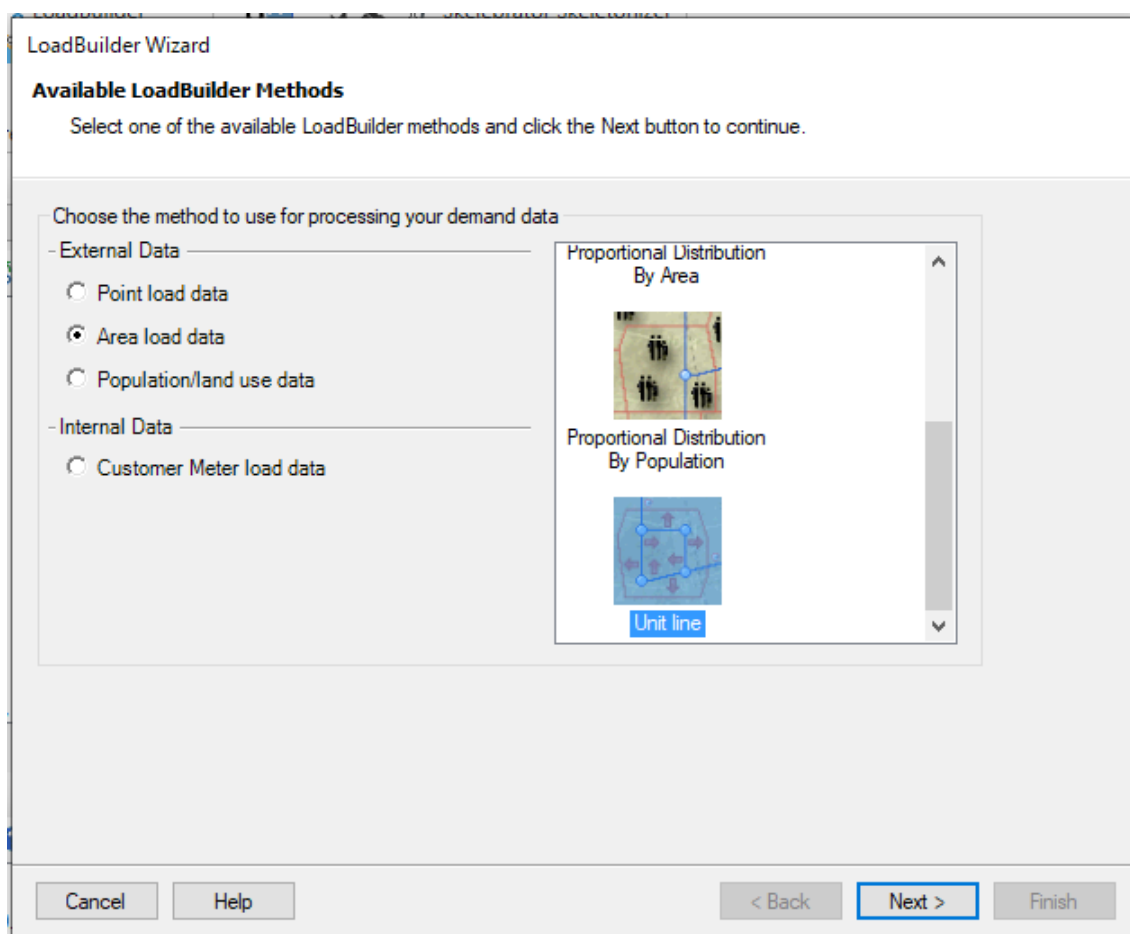 LoadBuilder
Skelebrator Skeletonizer
LoadBuilder Wizard
Available LoadBuilder Methods
Select one of the available LoadBuilder methods and click the Next button to continue.
Choose the method to use for processing your demand data
External Data
Point load data
Area load data
Population/land use data
Internal Data
Customer Meter load data
Proportional Distribution
By Area
Proportional Distribution
By Population
Unit line
Cancel
Help
< Back
Next >
Finish